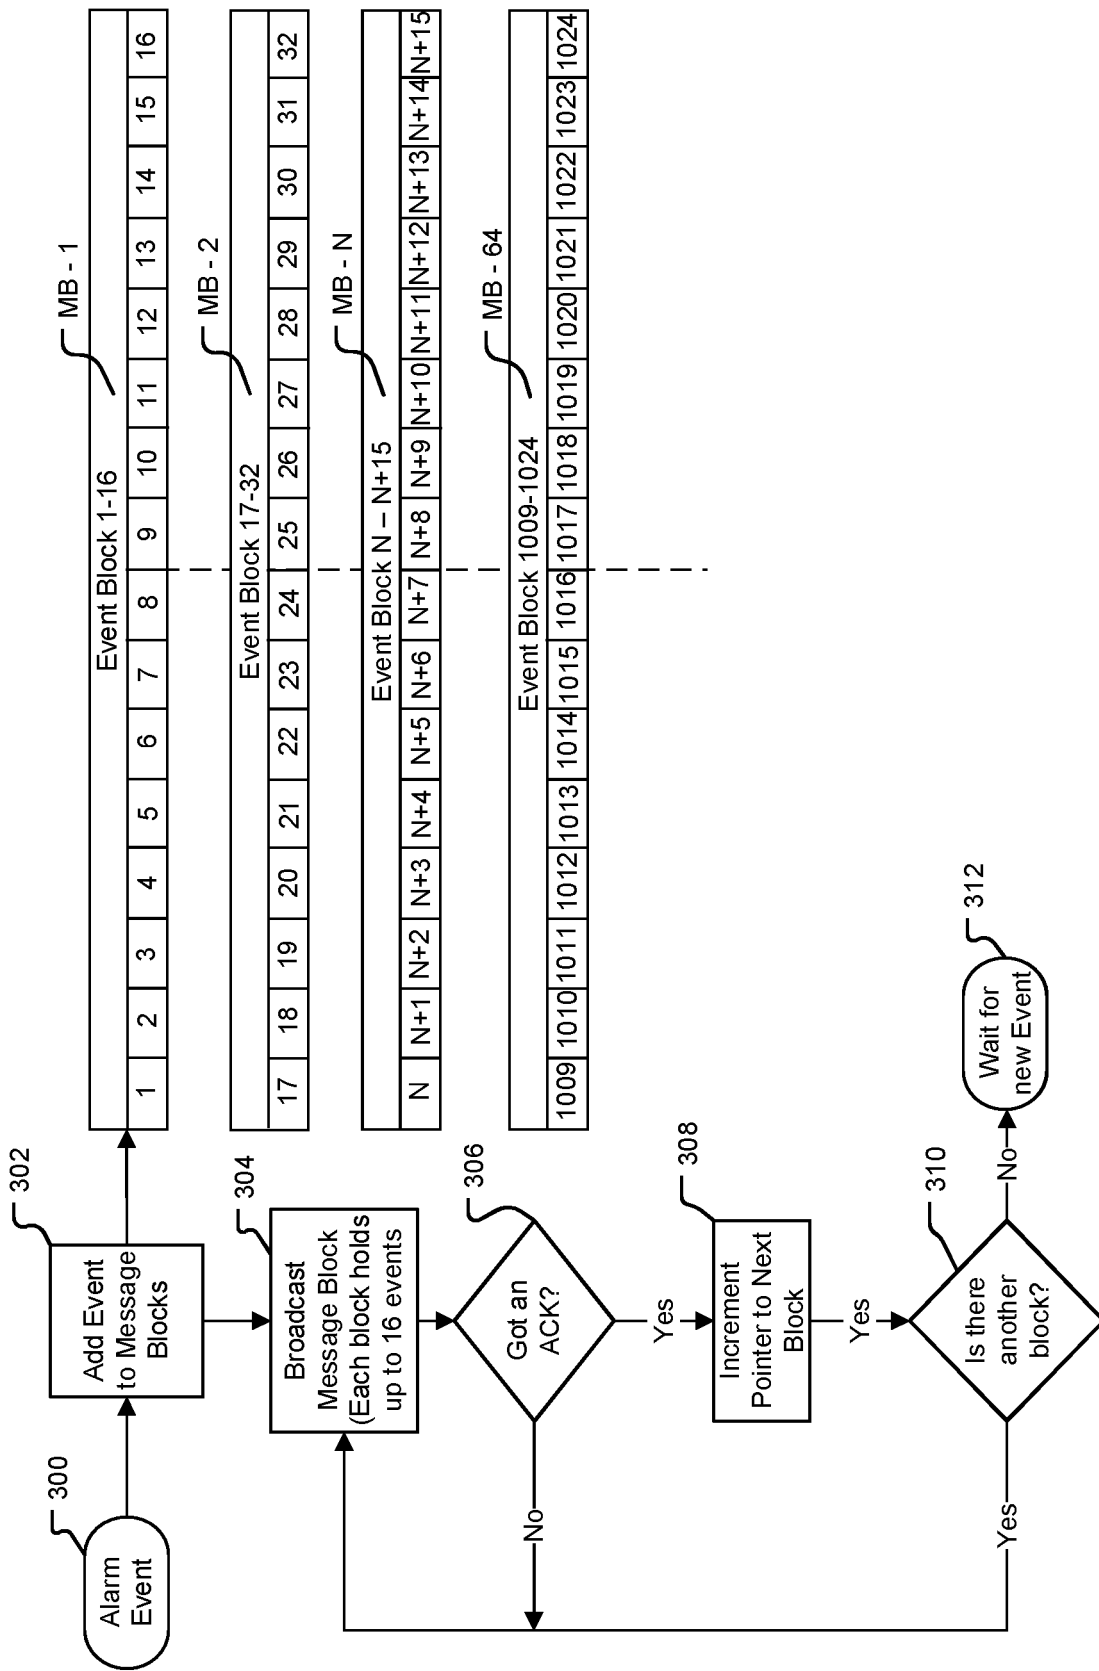 300
Alarm
Event
302
Add Event
to Message
Blocks
MB - 1
Event Block 1-16
1 2 3 4 5 6 7 8 9 10 11 12 13 14 15 16
304
Broadcast
Message Block
(Each block holds
up to 16 events
MB - 2
Event Block 17-32
17 18 19 20 21 22 23 24 25 26 27 28 29 30 31 32
MB - N
Event Block N – N+15
N N+1 N+2 N+3 N+4 N+5 N+6 N+7 N+8 N+9 N+10 N+11 N+12 N+13 N+14 N+15
306
Got an
ACK?
No
Yes
MB - 64
Event Block 1009-1024
1009 1010 1011 1012 1013 1014 1015 1016 1017 1018 1019 1020 1021 1022 1023 1024
308
Increment
Pointer to Next
Block
Yes
310
Is there
another
block?
Yes
No
312
Wait for
new Event